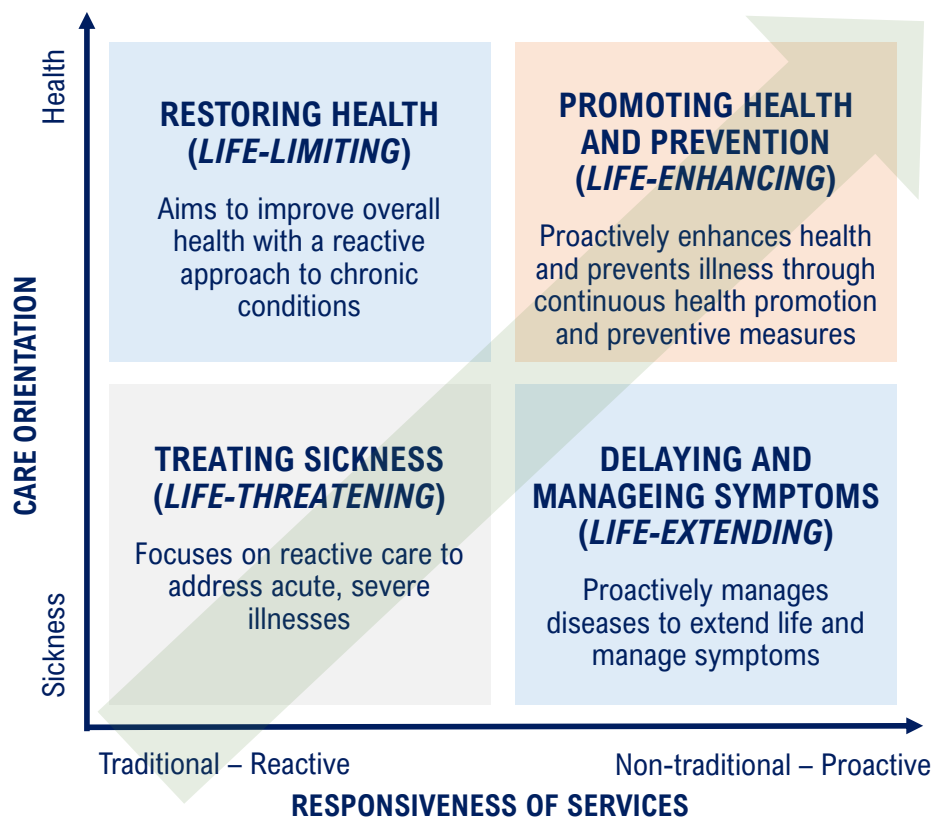 Health
RESTORING HEALTH
(LIFE-LIMITING)
Aims to improve overall
health with a reactive
approach to chronic
conditions
PROMOTING HEALTH
AND PREVENTION
(LIFE-ENHANCING)
Proactively enhances health
and prevents illness through
continuous health promotion
and preventive measures
CARE ORIENTATION
TREATING SICKNESS
(LIFE-THREATENING)
Focuses on reactive care to
address acute, severe
illnesses
DELAYING AND
MANAGEING SYMPTOMS
(LIFE-EXTENDING)
Proactively manages
diseases to extend life and
manage symptoms
Sickness
Traditional – Reactive
Non-traditional – Proactive
RESPONSIVENESS OF SERVICES